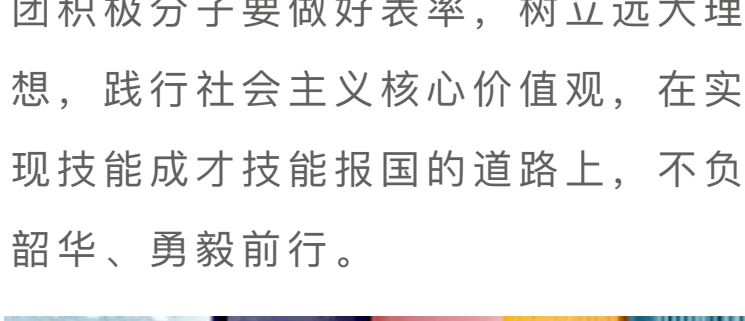 团积极分子要做好表率，树立远大理
想，践行社会主义核心价值观，在实
现技能成才技能报国的道路上，不负
韶华、勇毅前行。